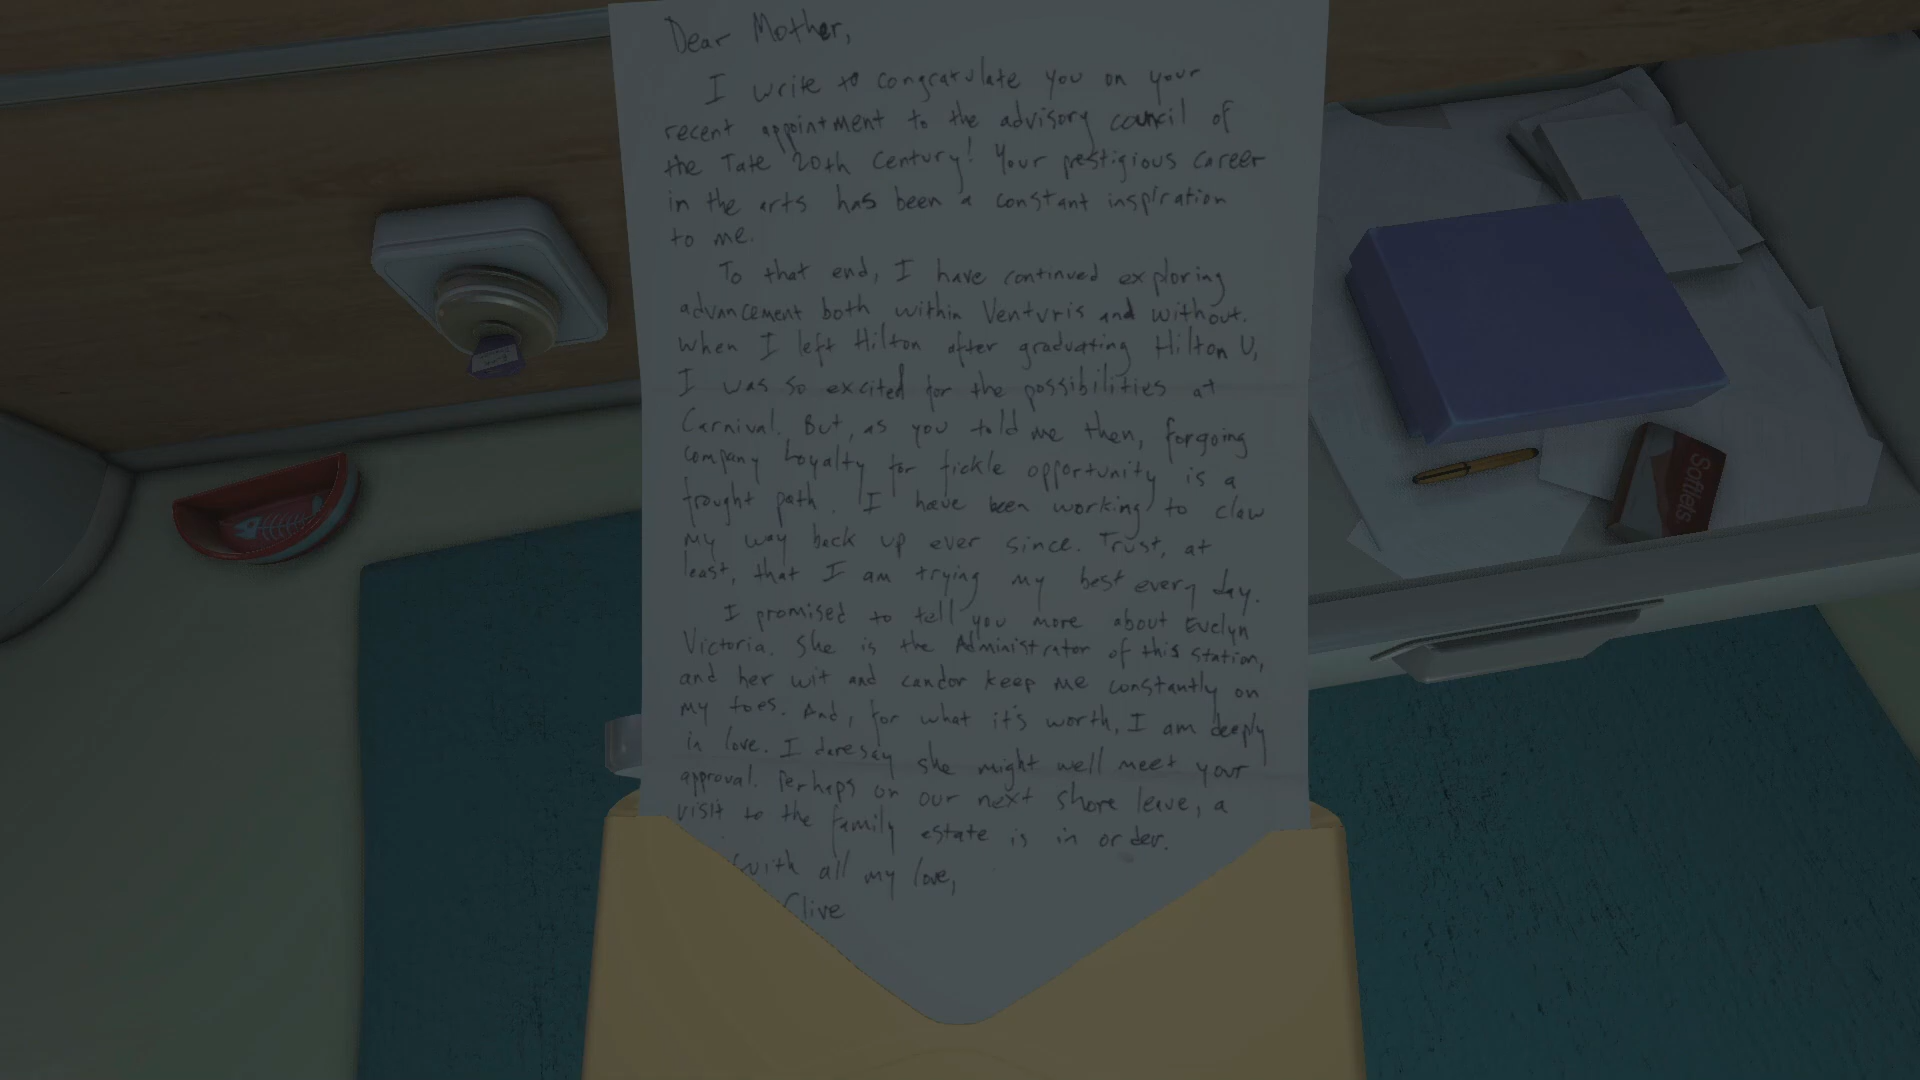 Dear Mother,
I write to congratulate you on your
recent appointment to the advisory council of
the Tate 20th Century! Your prestigious career
in the arts has been a constant inspiration
to me.
To that end, I have continued exploring
advancement both within Venturis and without.
When I left Hilton after graduating Hilton U,
I was so excited for the possibilities at
Carnival. But, as you told me then, forgoing
company loyalty for fickle opportunity is a
frought path. I have been working to claw
my way back up ever since. Trust, at
least, that I am trying my best every day.
I promised to tell you more about Evelyn
Victoria. She is the Administrator of this station,
and her wit and candor keep me constantly on
my toes. And, for what it's worth, I am deeply
in love. I daresay she might well meet your
approval. Perhaps on our next shore leave, a
visit to the family estate is in order.
With all my love,
Clive
Softlets